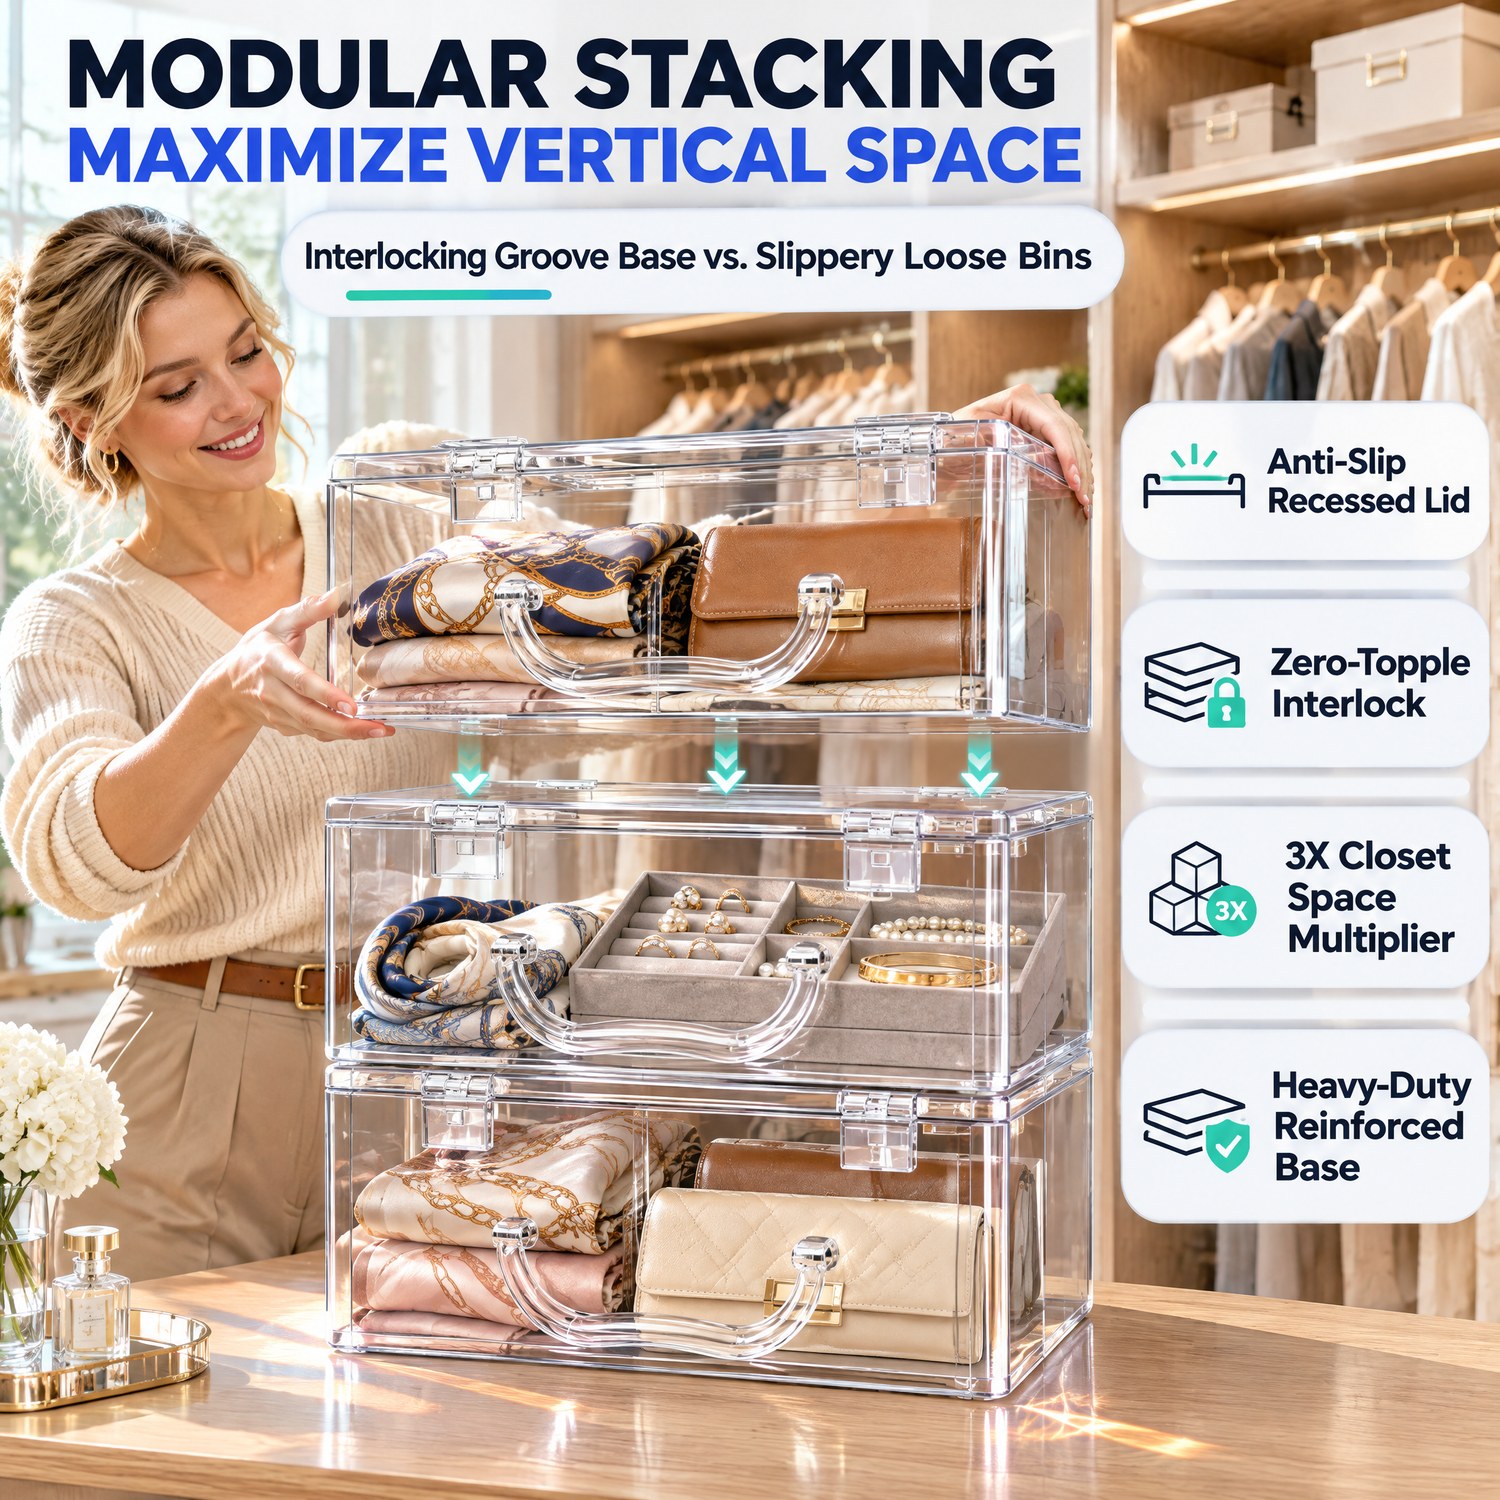 MODULAR STACKING
MAXIMIZE VERTICAL SPACE
Interlocking Groove Base vs. Slippery Loose Bins
Anti-Slip
Recessed Lid
Zero-Topple
Interlock
3X
3X Closet
Space
Multiplier
Heavy-Duty
Reinforced
Base